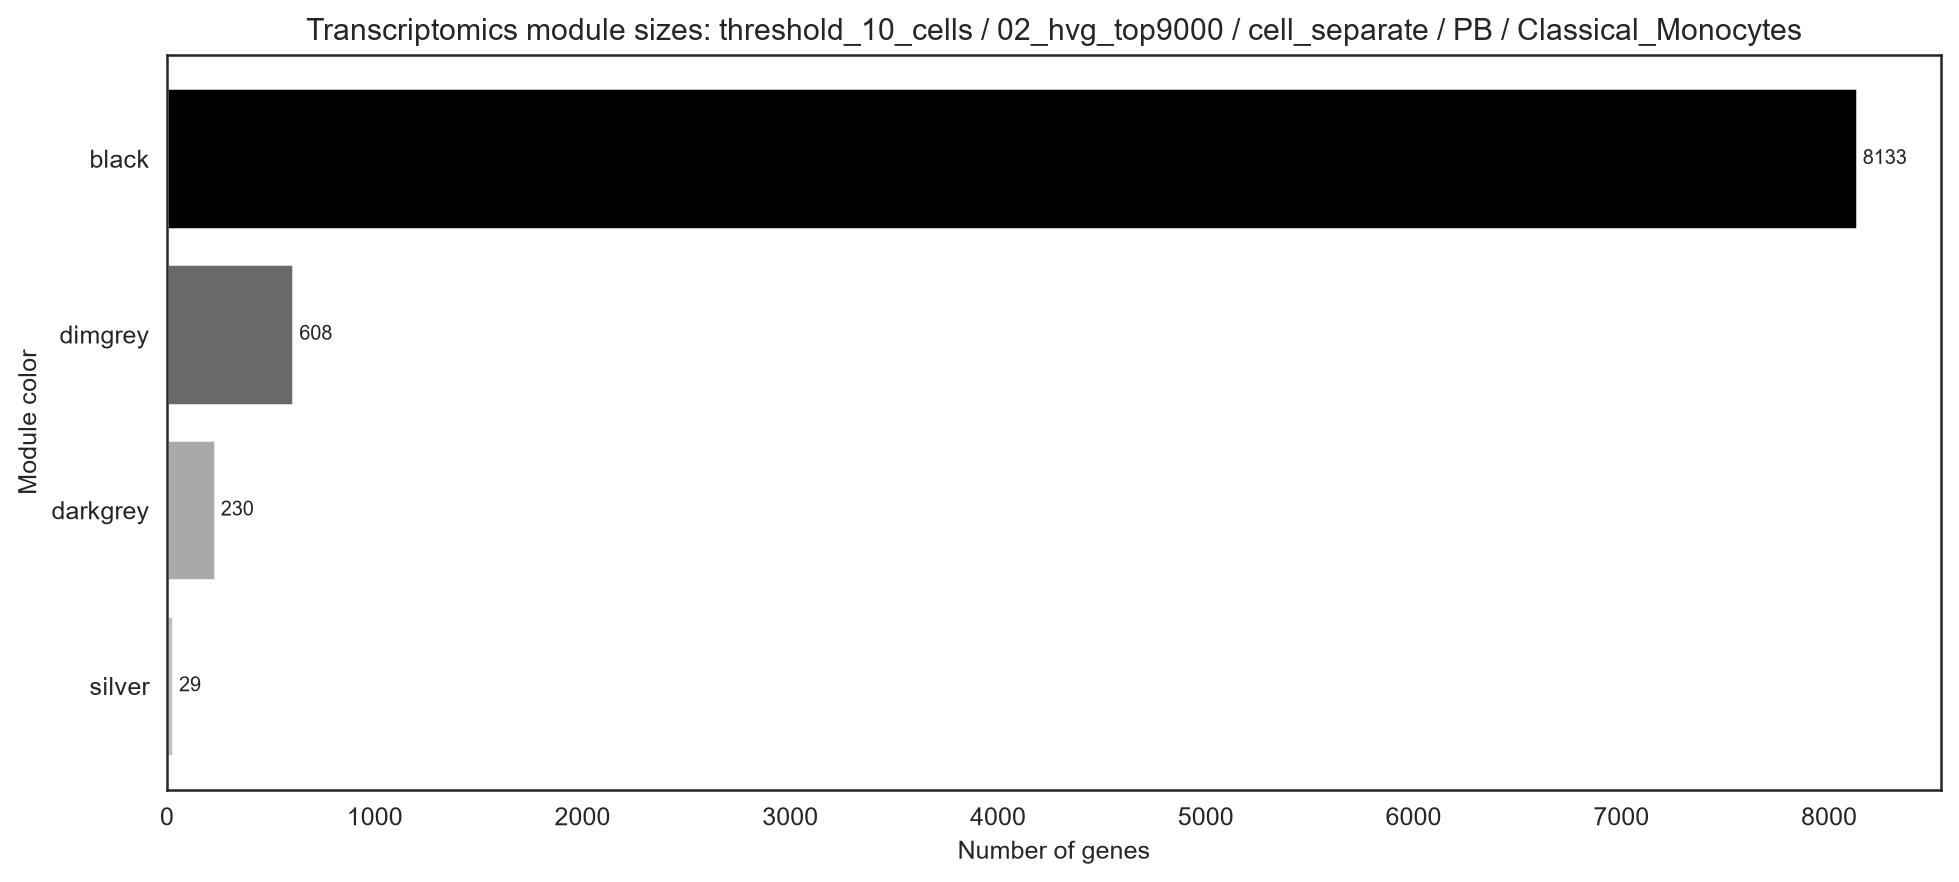 Transcriptomics module sizes: threshold_10_cells / 02_hvg_top9000 / cell_separate / PB / Classical_Monocytes
Module color
black
8133
dimgrey
608
darkgrey
230
silver
29
0 1000 2000 3000 4000 5000 6000 7000 8000
Number of genes